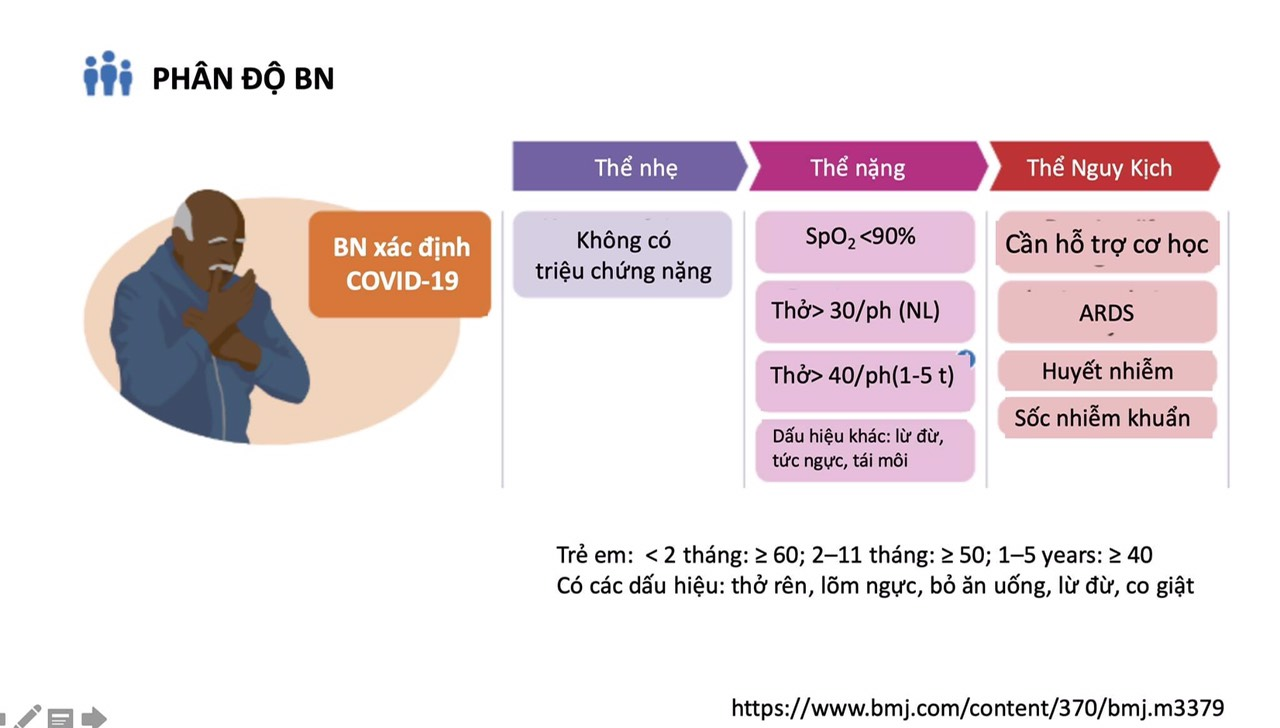 PHÂN ĐỘ BN
Thể nhẹ
Thể nặng
Thể Nguy Kịch
BN xác định
COVID-19
Không có
triệu chứng nặng
SpO₂ <90%
Thở> 30/ph (NL)
Thở> 40/ph(1-5 t)
Dấu hiệu khác: lừ đừ,
tức ngực, tái môi
Cần hỗ trợ cơ học
ARDS
Huyết nhiễm
Sốc nhiễm khuẩn
Trẻ em:  < 2 tháng: ≥ 60; 2–11 tháng: ≥ 50; 1–5 years: ≥ 40
Có các dấu hiệu: thở rên, lõm ngực, bỏ ăn uống, lừ đừ, co giật
https://www.bmj.com/content/370/bmj.m3379